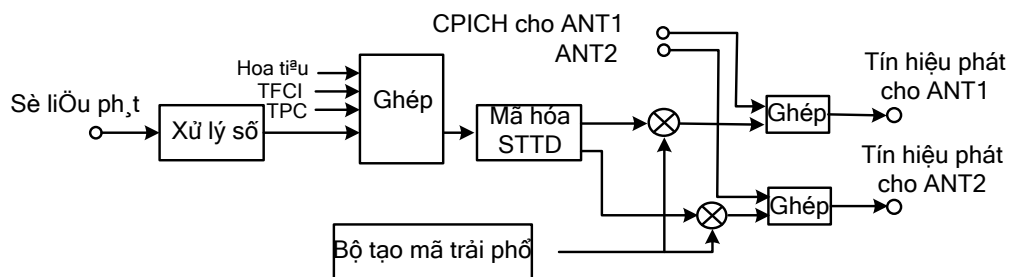 CPICH cho ANT1
ANT2
Tín hiệu phát
cho ANT1
Hoa tiªu
TFCI
TPC
Sè liÖu ph¸t
Xử lý số
Ghép
Mã hóa
STTD
Ghép
Tín hiệu phát
cho ANT2
Ghép
Bộ tạo mã trải phổ